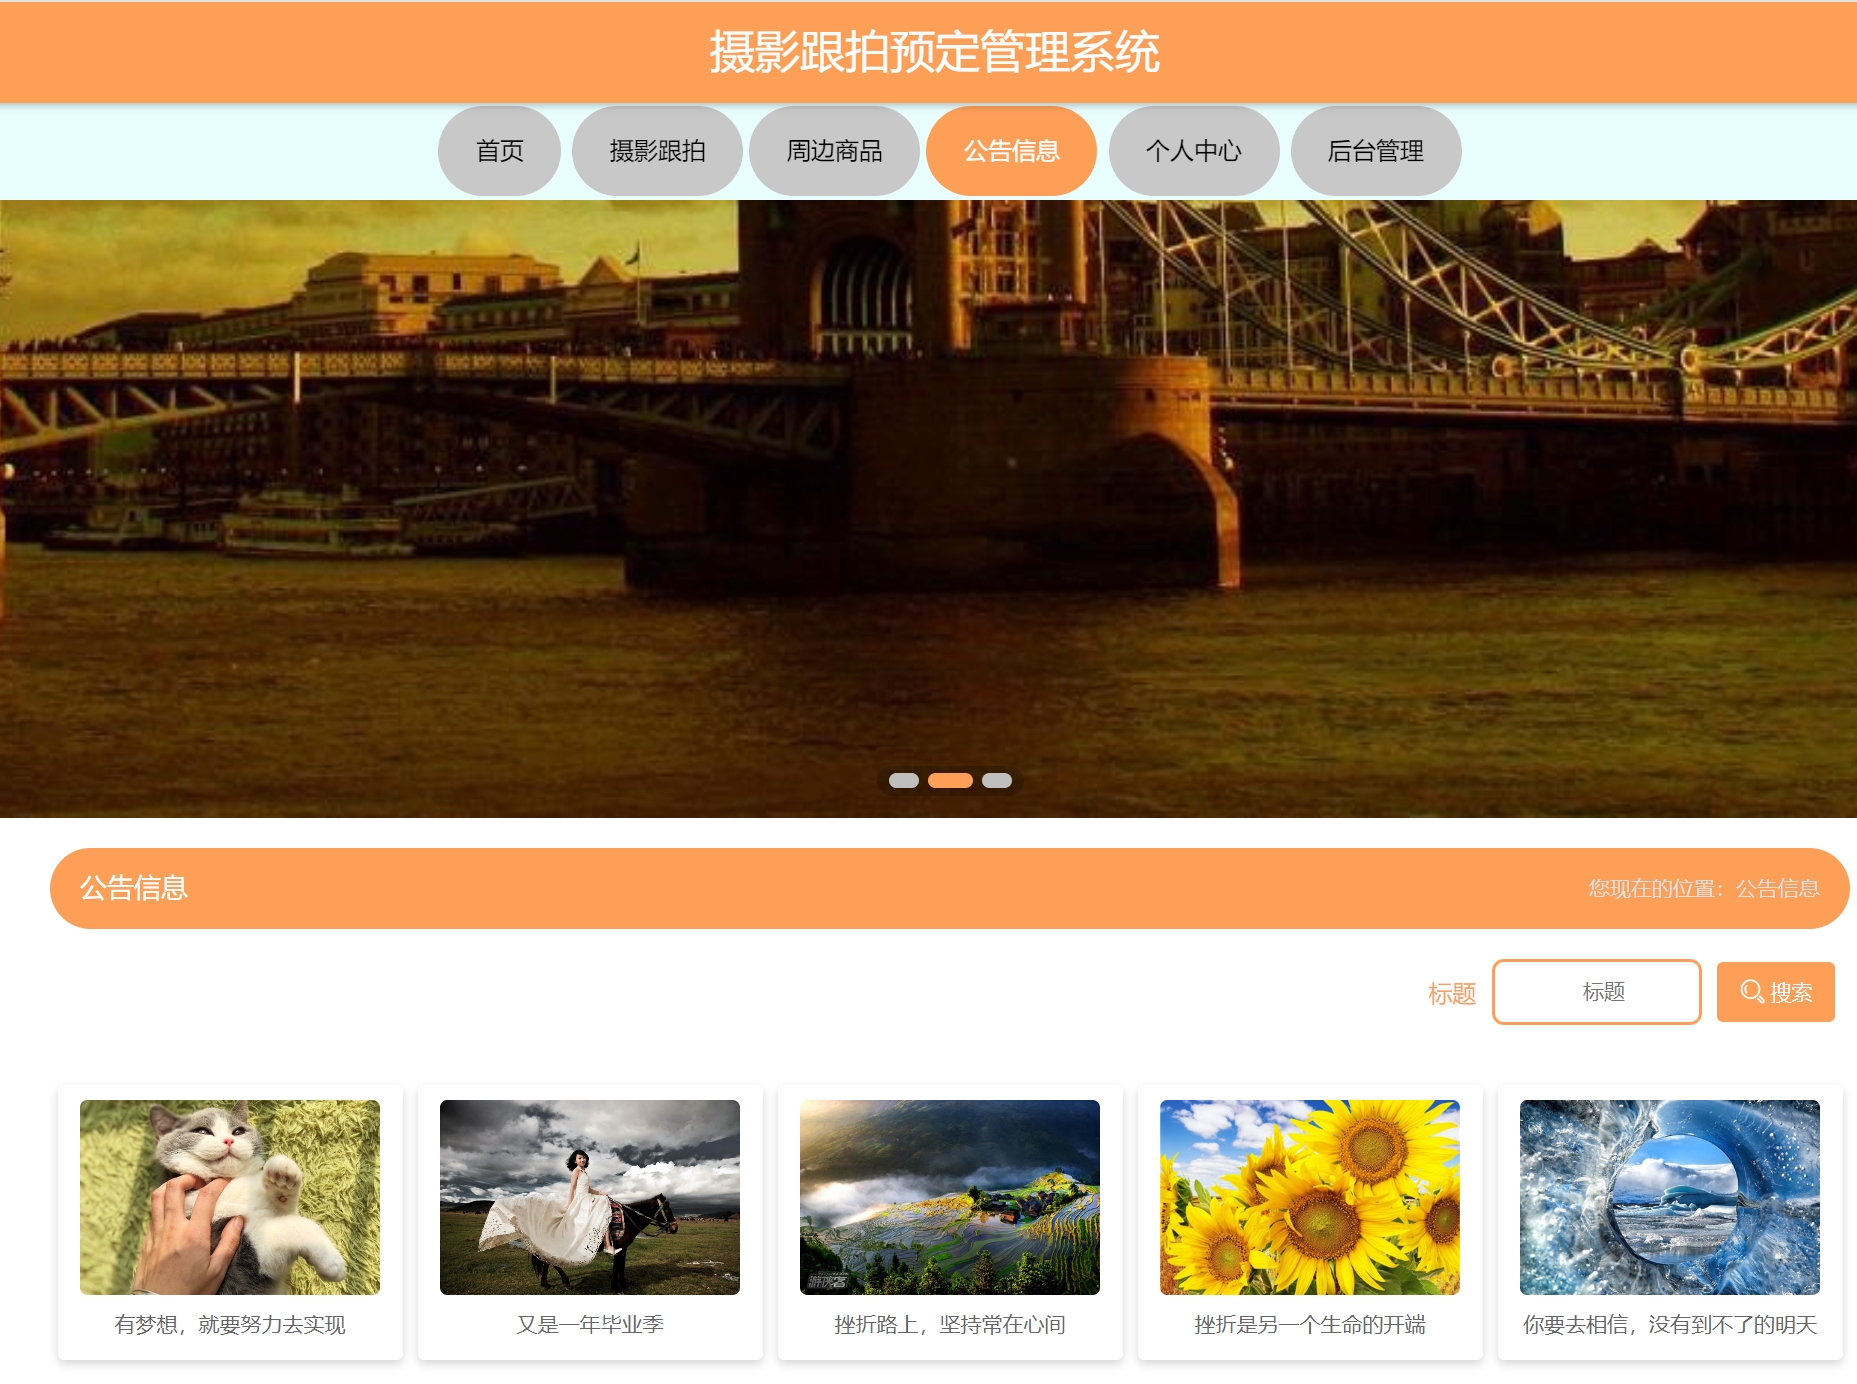 摄影跟拍预定管理系统
首页 摄影跟拍 周边商品 公告信息 个人中心 后台管理
公告信息 您现在的位置：公告信息
标题 标题 搜索
游侠客
有梦想，就要努力去实现 又是一年毕业季 挫折路上，坚持常在心间 挫折是另一个生命的开端 你要去相信，没有到不了的明天